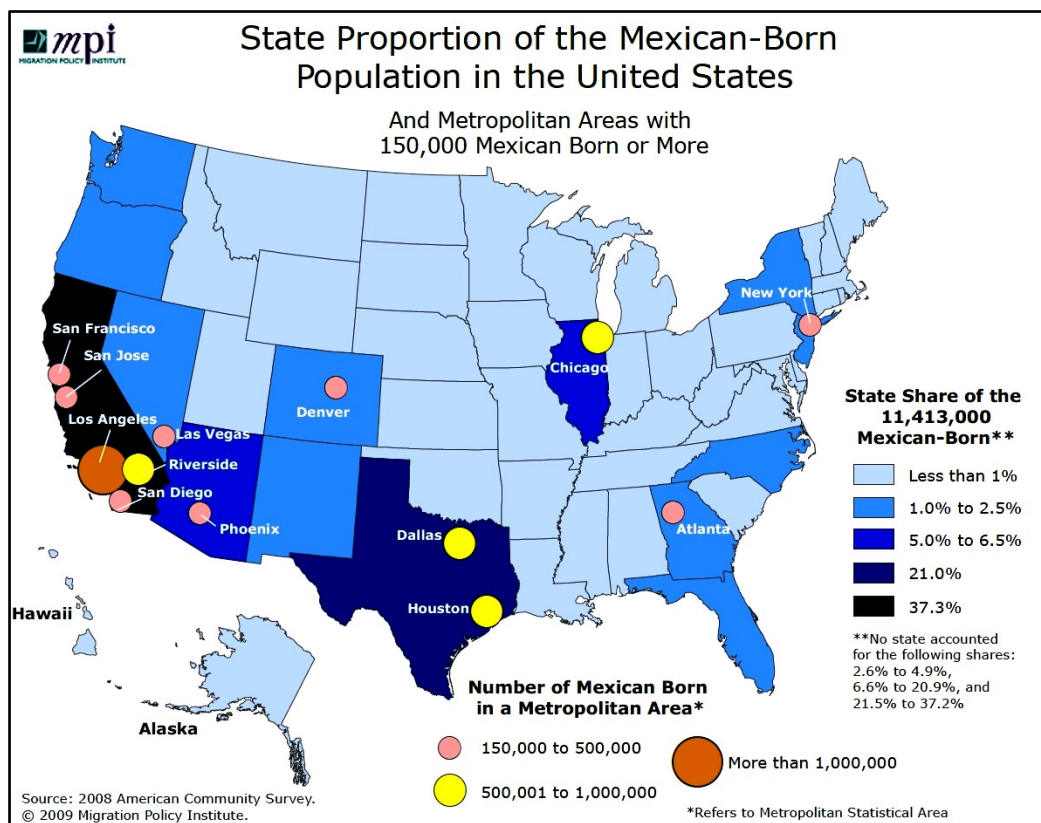 mpi
MIGRATION POLICY
INSTITUTE
State Proportion of the Mexican-Born
Population in the United States
And Metropolitan Areas with
150,000 Mexican Born or More
New York
San Francisco
San Jose
Chicago
Denver
Los Angeles
Las Vegas
Riverside
San Diego
Phoenix
Dallas
Atlanta
Houston
Hawaii
Alaska
State Share of the
11,413,000
Mexican-Born**
Less than 1%
1.0% to 2.5%
5.0% to 6.5%
21.0%
37.3%
**No state accounted
for the following shares:
2.6% to 4.9%,
6.6% to 20.9%, and
21.5% to 37.2%
Number of Mexican Born
in a Metropolitan Area*
150,000 to 500,000
500,001 to 1,000,000
More than 1,000,000
*Refers to Metropolitan Statistical Area
Source: 2008 American Community Survey.
© 2009 Migration Policy Institute.